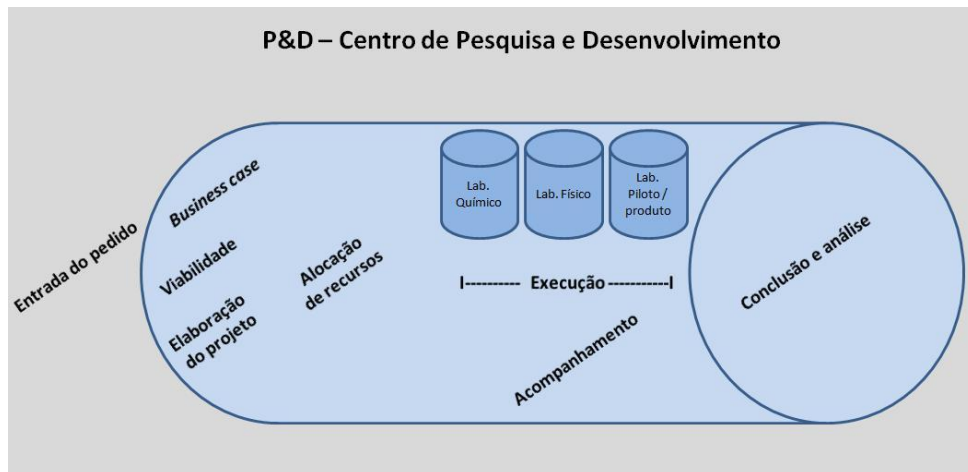 P&D – Centro de Pesquisa e Desenvolvimento
Entrada do pedido
Business case
Viabilidade
Elaboração
do projeto
Alocação
de recursos
Lab.
Químico
Lab. Físico
Lab.
Piloto /
produto
I---------- Execução -----------I
Acompanhamento
Conclusão e análise